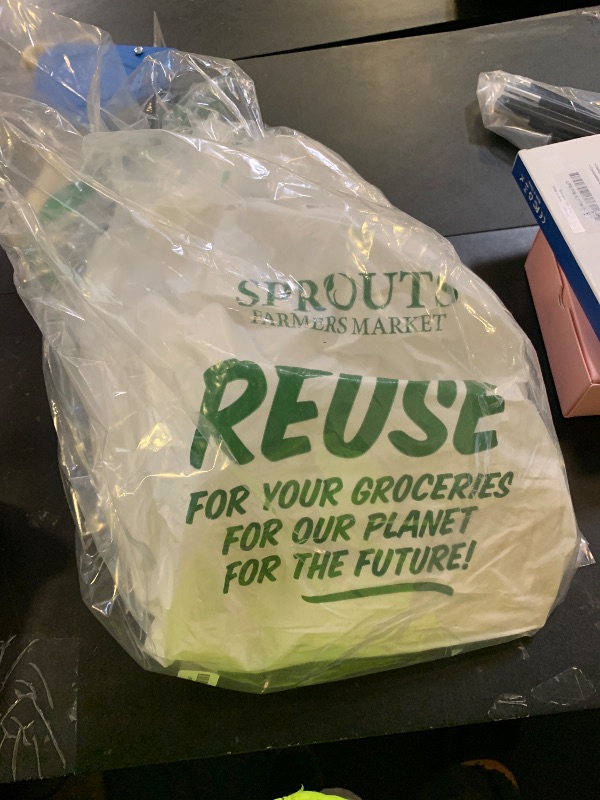 SPROUTS
FARMERS MARKET
REUSE
FOR YOUR GROCERIES
FOR OUR PLANET
FOR THE FUTURE!